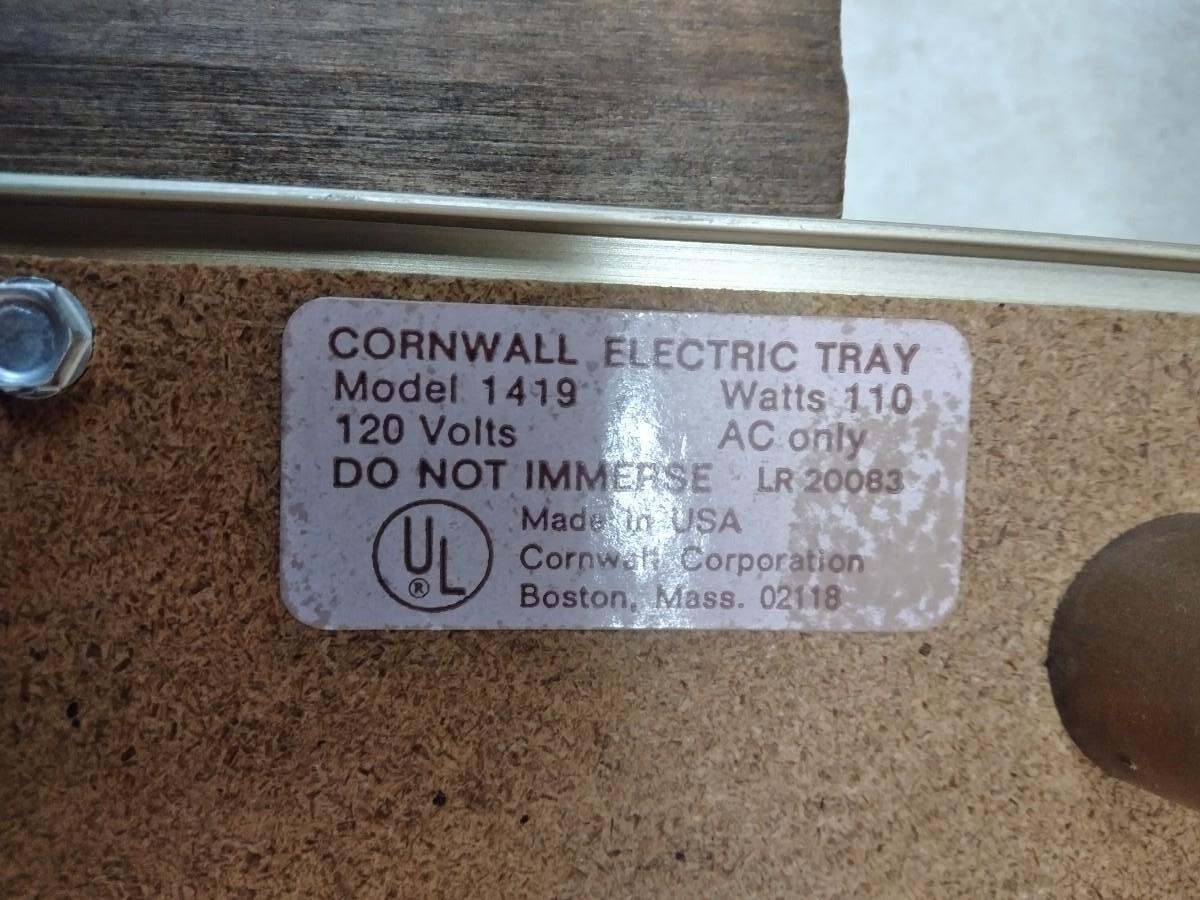 CORNWALL ELECTRIC TRAY
Model 1419 Watts 110
120 Volts AC only
DO NOT IMMERSE LR 20083
UL ®
Made in USA
Cornwall Corporation
Boston, Mass. 02118